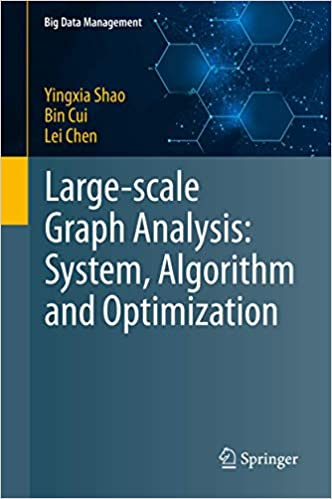 Big Data Management
Yingxia Shao
Bin Cui
Lei Chen
Large-scale
Graph Analysis:
System, Algorithm
and Optimization
Springer